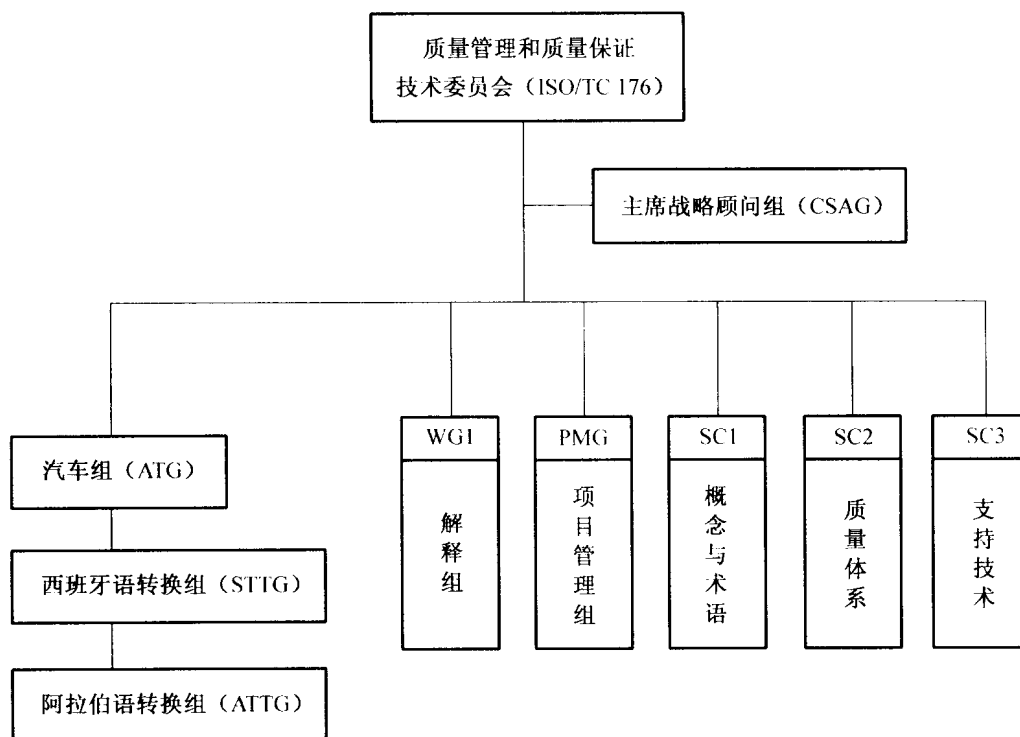 质量管理和质量保证
技术委员会（ISO/TC 176）
主席战略顾问组（CSAG）
汽车组（ATG）
西班牙语转换组（STTG）
阿拉伯语转换组（ATTG）
WG1
解释组
PMG
项目管理组
SC1
概念与术语
SC2
质量体系
SC3
支持技术